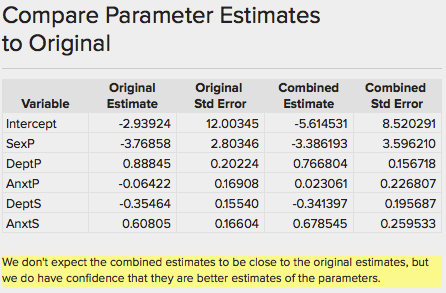 Compare Parameter Estimates
to Original
Original Original Combined Combined
Variable Estimate Std Error Estimate Std Error
Intercept -2.93924 12.00345 -5.614531 8.520291
SexP -3.76858 2.80346 -3.386193 3.596210
DeptP 0.88845 0.20224 0.766804 0.156718
AnxtP -0.06422 0.16908 0.023061 0.226807
DeptS -0.35464 0.15540 -0.341397 0.195687
AnxtS 0.60805 0.16604 0.678545 0.259533
We don't expect the combined estimates to be close to the original estimates, but
we do have confidence that they are better estimates of the parameters.